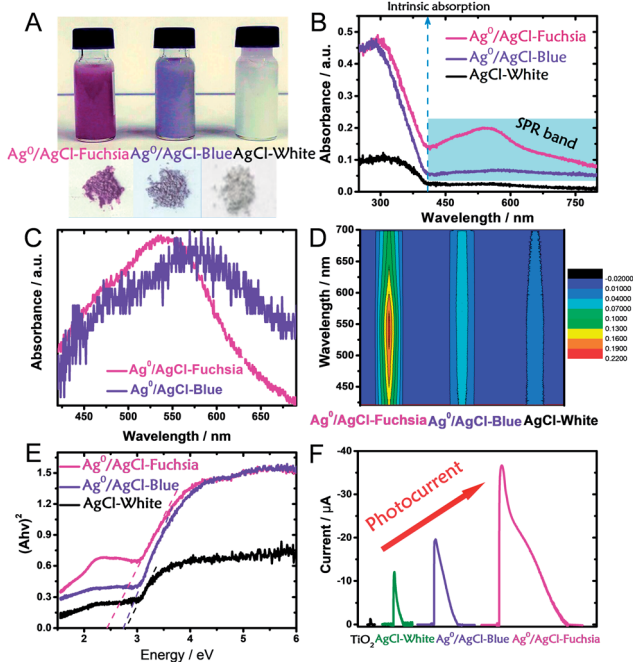 A
Ag⁰/AgCl-Fuchsia Ag⁰/AgCl-Blue AgCl-White
B
Intrinsic absorption
Ag⁰/AgCl-Fuchsia
Ag⁰/AgCl-Blue
AgCl-White
SPR band
Absorbance / a.u.
0.5
0.4
0.3
0.2
0.1
0.0
300 450 600 750
Wavelength / nm
C
Absorbance / a.u.
Ag⁰/AgCl-Fuchsia
Ag⁰/AgCl-Blue
450 500 550 600 650
Wavelength / nm
D
Wavelength / nm
700
650
600
550
500
450
Ag⁰/AgCl-Fuchsia Ag⁰/AgCl-Blue AgCl-White
-0.02000
0.01000
0.04000
0.07000
0.1000
0.1300
0.1600
0.1900
0.2200
E
Ag⁰/AgCl-Fuchsia
Ag⁰/AgCl-Blue
AgCl-White
(Ahv)²
1.5
1.2
0.9
0.6
0.3
0.0
2 3 4 5 6
Energy / eV
F
Photocurrent
Current / μA
-40
-30
-20
-10
0
TiO₂ AgCl-White Ag⁰/AgCl-Blue Ag⁰/AgCl-Fuchsia